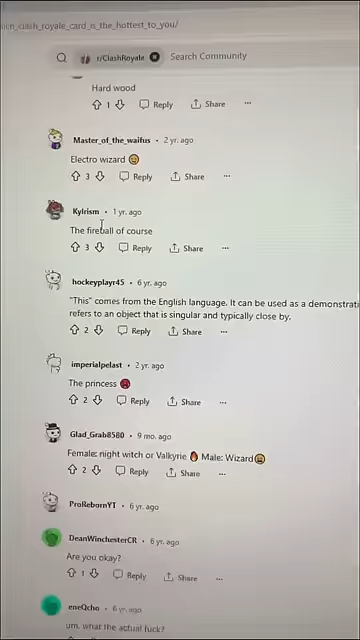 icn_clash_royale_card_is_the_hottest_to_you/
r/ClashRoyale Search Community
Hard wood
1 Reply Share ...
Master_of_the_waifus • 2 yr. ago
Electro wizard 😄
3 Reply Share ...
Kylrism • 1 yr. ago
The fireball of course
3 Reply Share ...
hockeyplayr45 • 6 yr. ago
"This" comes from the English language. It can be used as a demonstrati
refers to an object that is singular and typically close by.
2 Reply Share ...
imperialpelast • 2 yr. ago
The princess 🥵
2 Reply Share ...
Glad_Grab8580 • 9 mo. ago
Female: night witch or Valkyrie 🔥 Male: Wizard😄
2 Reply Share ...
ProRebornYT • 6 yr. ago
DeanWinchesterCR • 6 yr. ago
Are you okay?
1 Reply Share ...
eneQcho • 6 yr. ago
um. what the actual fuck?